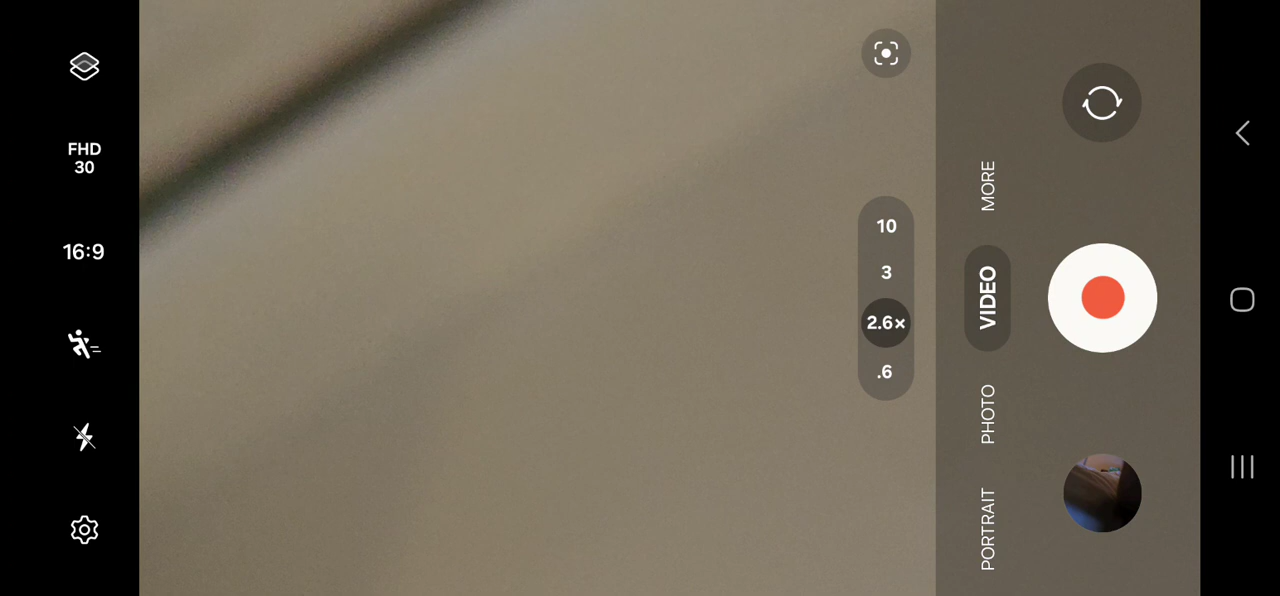 FHD
30
16:9
10
3
2.6×
.6
MORE
VIDEO
PHOTO
PORTRAIT